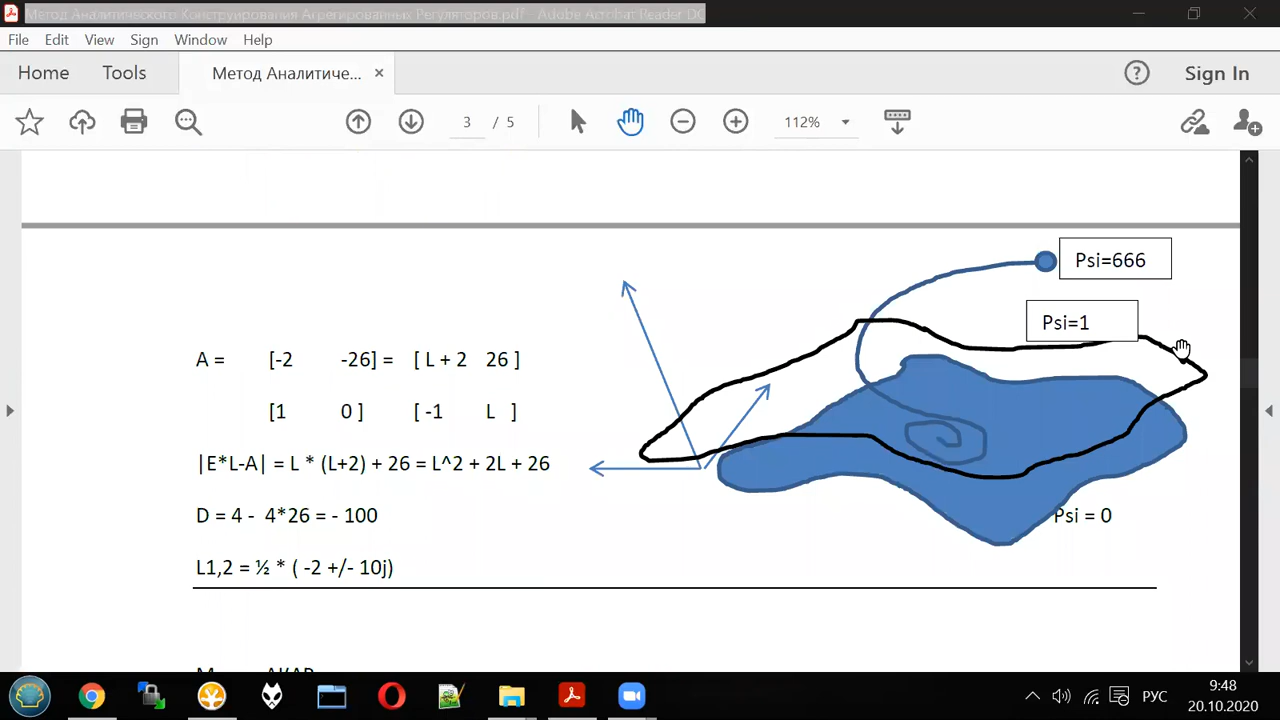 Метод Аналитического Конструирования Агрегированных Регуляторов.pdf - Adobe Acrobat Reader DC
File Edit View Sign Window Help
Home Tools Метод Аналитиче... × ? Sign In
3 / 5 112%
Psi=666
Psi=1
A = [-2 -26] = [ L + 2 26 ]
[1 0 ] [ -1 L ]
|E*L-A| = L * (L+2) + 26 = L^2 + 2L + 26
D = 4 - 4*26 = - 100
Psi = 0
L1,2 = ½ * ( -2 +/- 10j)
РУС
9:48
20.10.2020